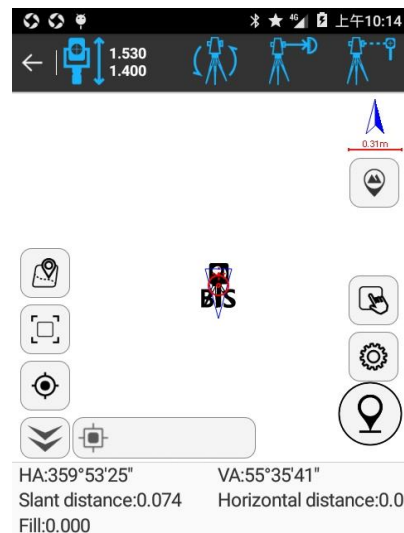 4G 上午10:14
1.530
1.400
0.31m
HA:359°53'25" VA:55°35'41"
Slant distance:0.074 Horizontal distance:0.0
Fill:0.000